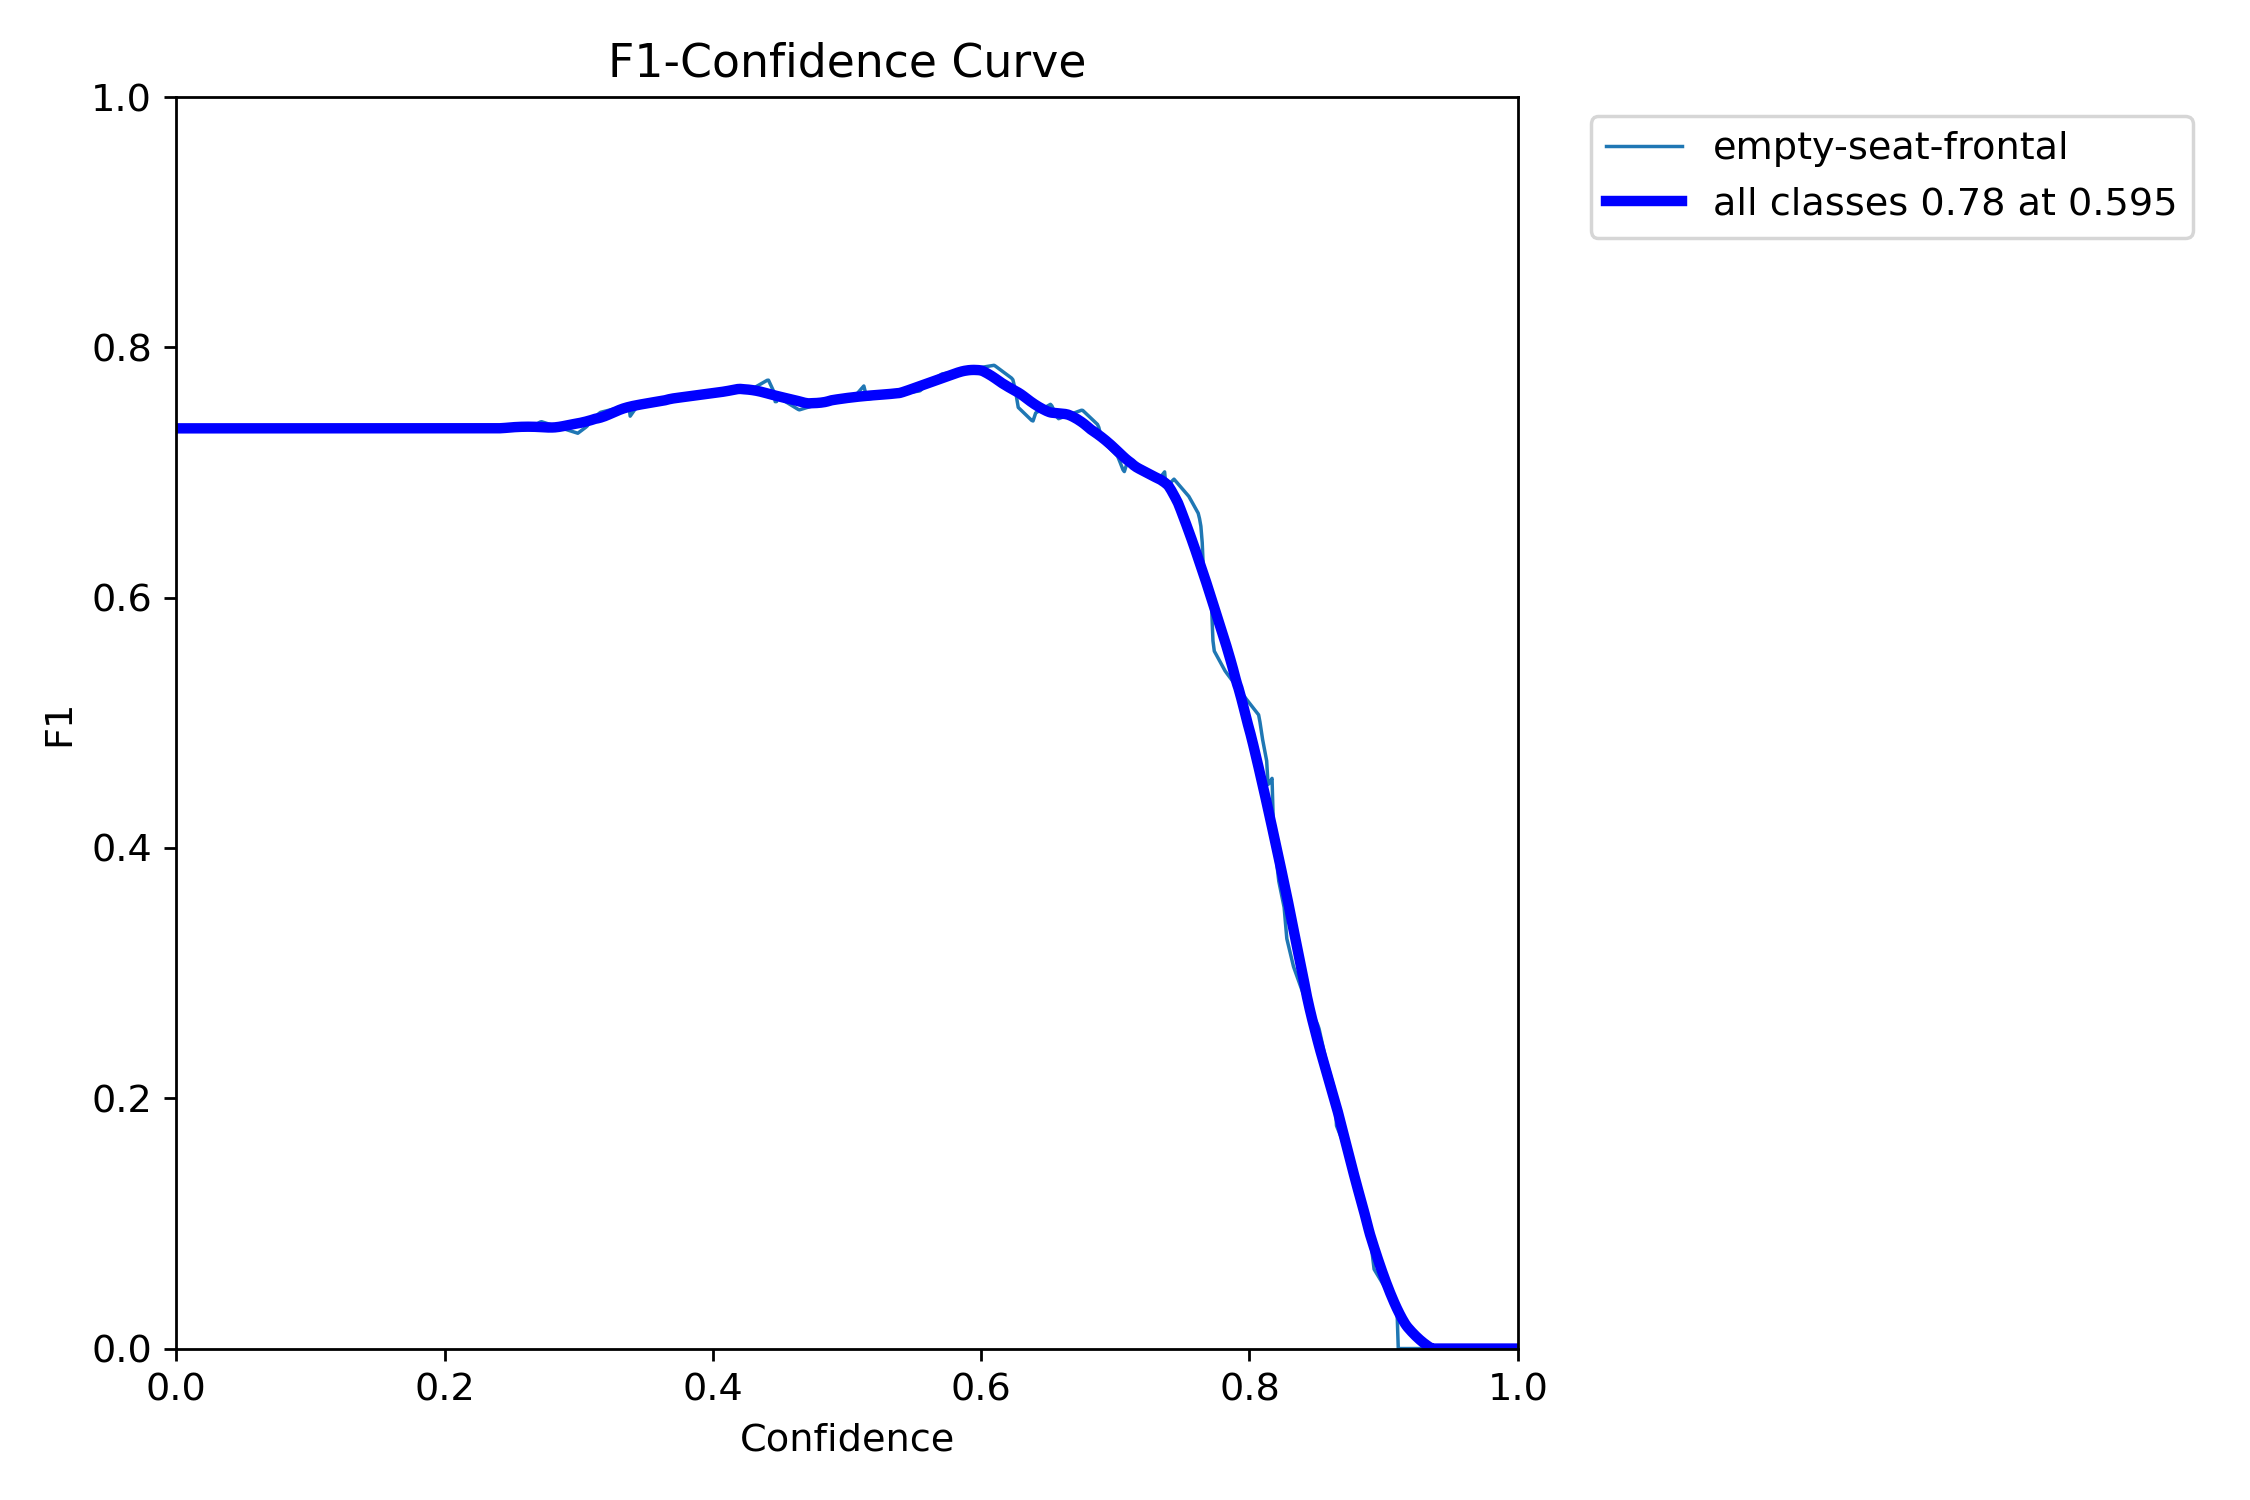 F1-Confidence Curve
empty-seat-frontal
all classes 0.78 at 0.595
1.0
0.8
0.6
0.4
0.2
0.0
F1
0.0 0.2 0.4 0.6 0.8 1.0
Confidence